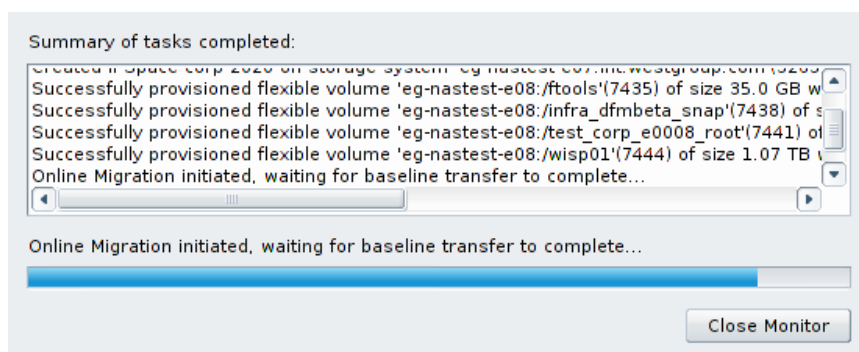 Summary of tasks completed:
Successfully provisioned flexible volume 'eg-nastest-e08:/ftools'(7435) of size 35.0 GB w
Successfully provisioned flexible volume 'eg-nastest-e08:/infra_dfmbeta_snap'(7438) of s
Successfully provisioned flexible volume 'eg-nastest-e08:/test_corp_e0008_root'(7441) of
Successfully provisioned flexible volume 'eg-nastest-e08:/wisp01'(7444) of size 1.07 TB
Online Migration initiated, waiting for baseline transfer to complete...
Online Migration initiated, waiting for baseline transfer to complete...
Close Monitor